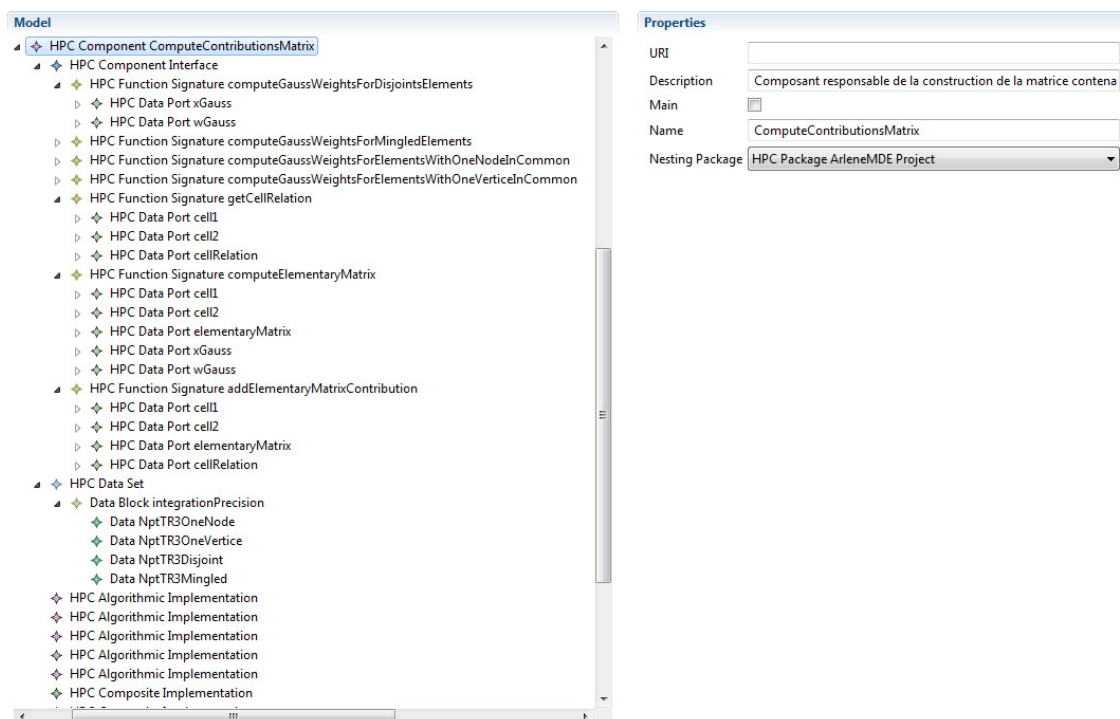 Model
HPC Component ComputeContributionsMatrix
HPC Component Interface
HPC Function Signature computeGaussWeightsForDisjointsElements
HPC Data Port xGauss
HPC Data Port wGauss
HPC Function Signature computeGaussWeightsForMingledElements
HPC Function Signature computeGaussWeightsForElementsWithOneNodeInCommon
HPC Function Signature computeGaussWeightsForElementsWithOneVerticeInCommon
HPC Function Signature getCellRelation
HPC Data Port cell1
HPC Data Port cell2
HPC Data Port cellRelation
HPC Function Signature computeElementaryMatrix
HPC Data Port cell1
HPC Data Port cell2
HPC Data Port elementaryMatrix
HPC Data Port xGauss
HPC Data Port wGauss
HPC Function Signature addElementaryMatrixContribution
HPC Data Port cell1
HPC Data Port cell2
HPC Data Port elementaryMatrix
HPC Data Port cellRelation
HPC Data Set
Data Block integrationPrecision
Data NptTR3OneNode
Data NptTR3OneVertice
Data NptTR3Disjoint
Data NptTR3Mingled
HPC Algorithmic Implementation
HPC Algorithmic Implementation
HPC Algorithmic Implementation
HPC Algorithmic Implementation
HPC Algorithmic Implementation
HPC Composite Implementation
Properties
URI
Description Composant responsable de la construction de la matrice contena
Main
Name ComputeContributionsMatrix
Nesting Package HPC Package ArleneMDE Project